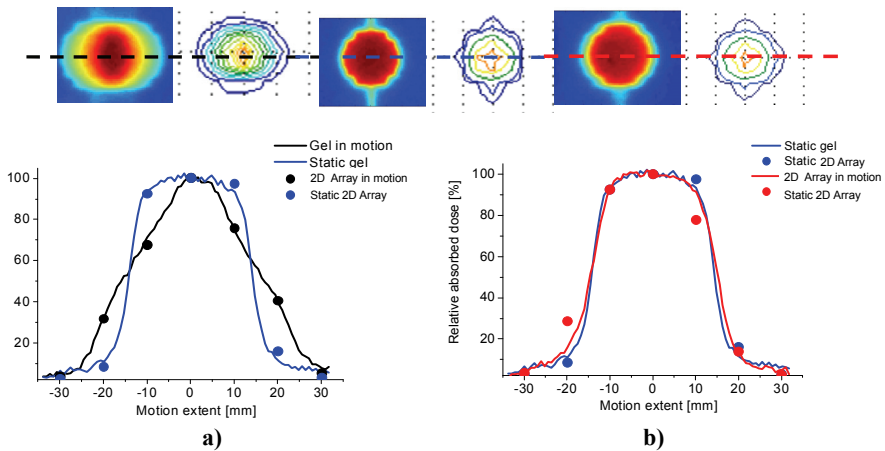 Gel in motion
Static gel
2D Array in motion
Static 2D Array
100
80
60
40
20
-30 -20 -10 0 10 20 30
Motion extent [mm]
a)
Static gel
Static 2D Array
2D Array in motion
Static 2D Array
Relative absorbed dose [%]
100
80
60
40
20
-30 -20 -10 0 10 20 30
Motion extent [mm]
b)